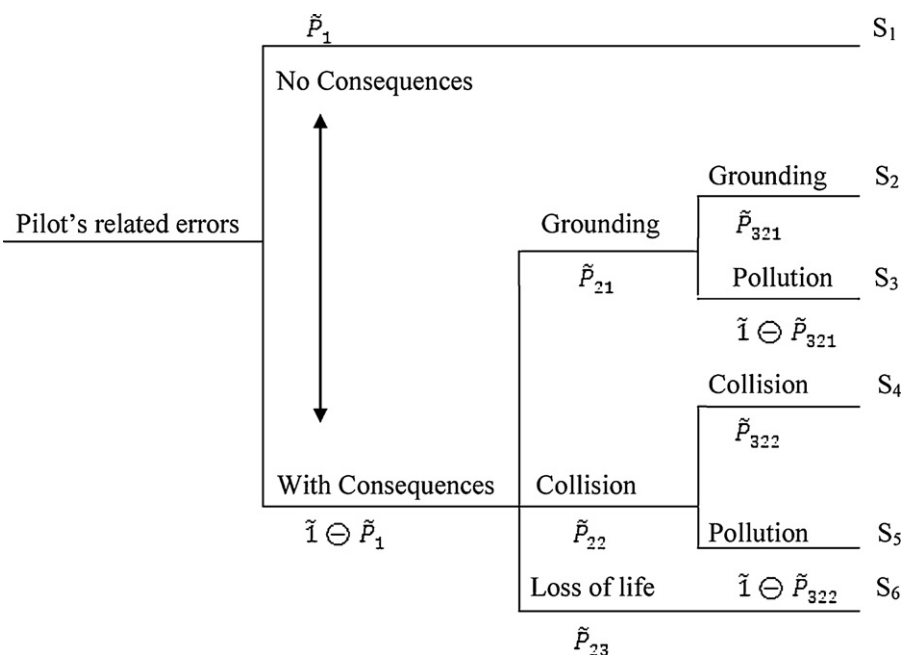 P̃₁
S₁
No Consequences
Grounding
S₂
Pilot's related errors
Grounding
P̃₃₂₁
P̃₂₁
Pollution
S₃
1̃ ⊖ P̃₃₂₁
Collision
S₄
P̃₃₂₂
With Consequences
Collision
1̃ ⊖ P̃₁
P̃₂₂
Pollution
S₅
Loss of life
1̃ ⊖ P̃₃₂₂
S₆
P̃₂₃